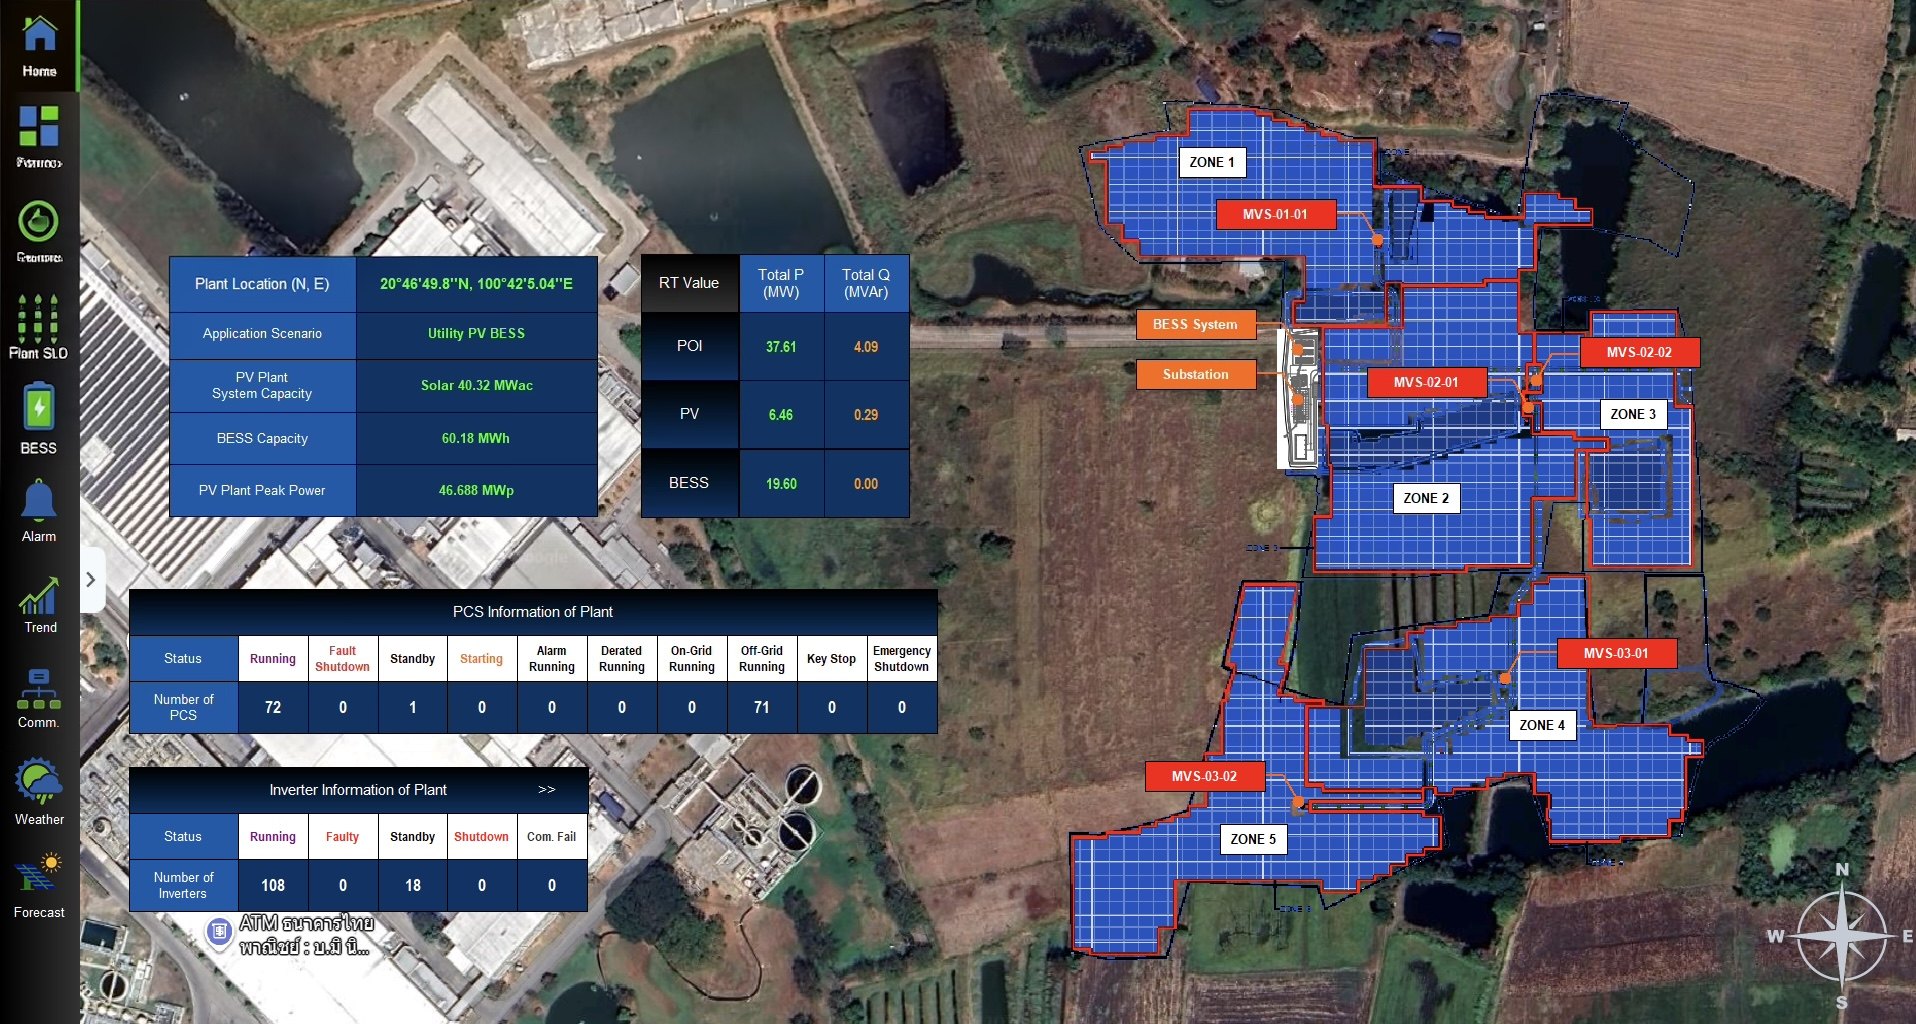 Home
Plant SLD
BESS
Alarm
Trend
Comm.
Weather
Forecast
Plant Location (N, E)
20°46'49.8''N, 100°42'5.04''E
Application Scenario
Utility PV BESS
PV Plant
System Capacity
Solar 40.32 MWac
BESS Capacity
60.18 MWh
PV Plant Peak Power
46.688 MWp
RT Value
Total P
(MW)
Total Q
(MVAr)
POI
37.61
4.09
PV
6.46
0.29
BESS
19.60
0.00
PCS Information of Plant
Status
Running
Fault
Shutdown
Standby
Starting
Alarm
Running
Derated
Running
On-Grid
Running
Off-Grid
Running
Key Stop
Emergency
Shutdown
Number of
PCS
72
0
1
0
0
0
0
71
0
0
Inverter Information of Plant
>>
Status
Running
Faulty
Standby
Shutdown
Com. Fail
Number of
Inverters
108
0
18
0
0
ATM ธนาคารไทย
พาณิชย์ : บ.มิ นิ...
ZONE 1
MVS-01-01
BESS System
Substation
MVS-02-02
MVS-02-01
ZONE 3
ZONE 2
MVS-03-01
ZONE 4
MVS-03-02
ZONE 5
N
W
E
S